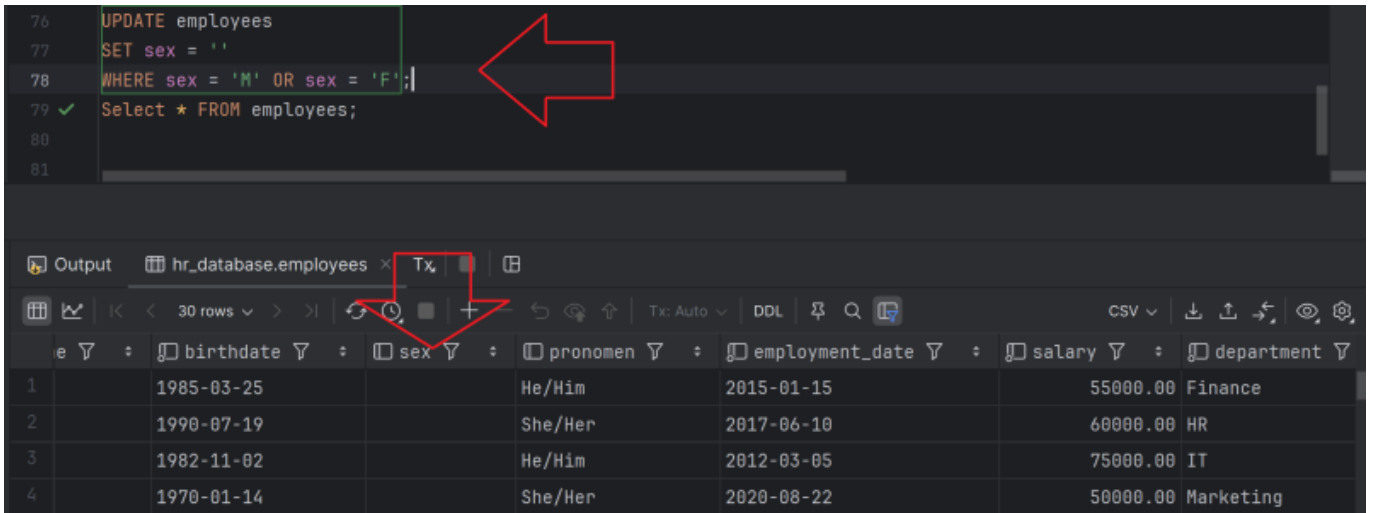 76 UPDATE employees
77 SET sex = ''
78 WHERE sex = 'M' OR sex = 'F';
79 Select * FROM employees;
80
81
Output hr_database.employees × Tx
30 rows Tx: Auto DDL CSV
e birthdate sex pronomen employment_date salary department
1 1985-03-25 He/Him 2015-01-15 55000.00 Finance
2 1990-07-19 She/Her 2017-06-10 60000.00 HR
3 1982-11-02 He/Him 2012-03-05 75000.00 IT
4 1970-01-14 She/Her 2020-08-22 50000.00 Marketing